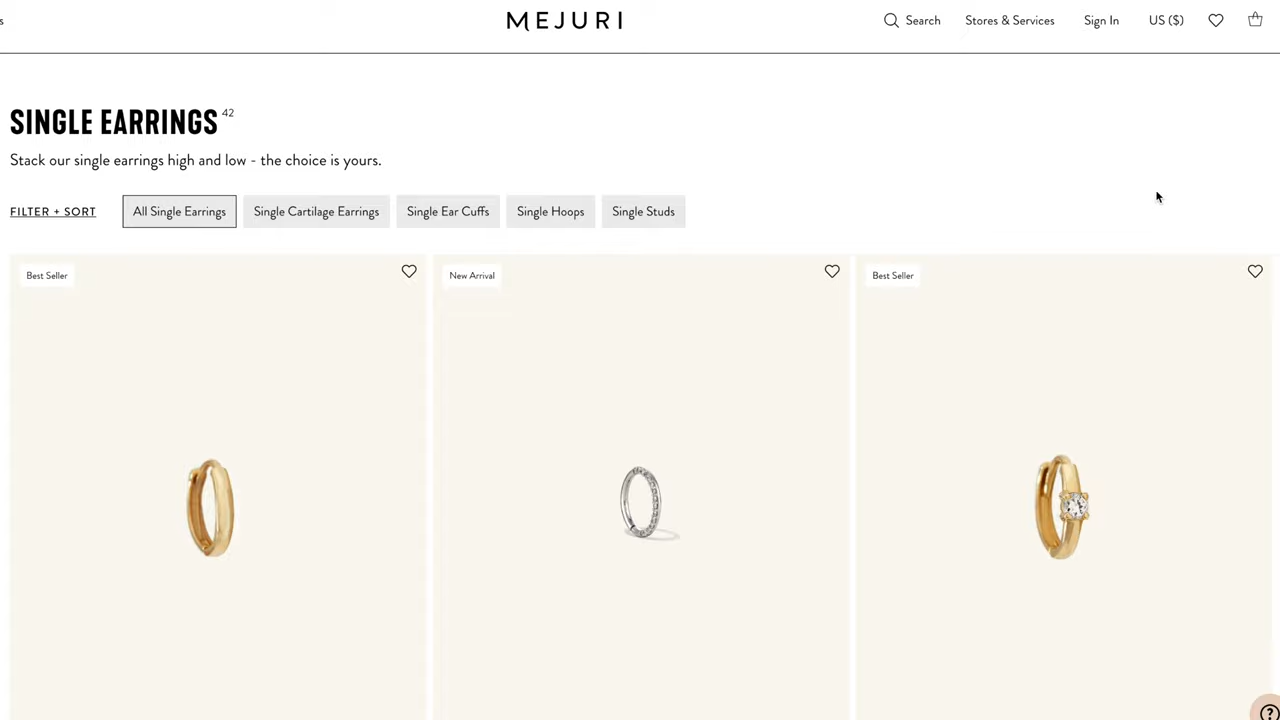 s
MEJURI
Search
Stores & Services
Sign In
US ($)
SINGLE EARRINGS 42
Stack our single earrings high and low - the choice is yours.
FILTER + SORT
All Single Earrings
Single Cartilage Earrings
Single Ear Cuffs
Single Hoops
Single Studs
Best Seller
New Arrival
Best Seller
?